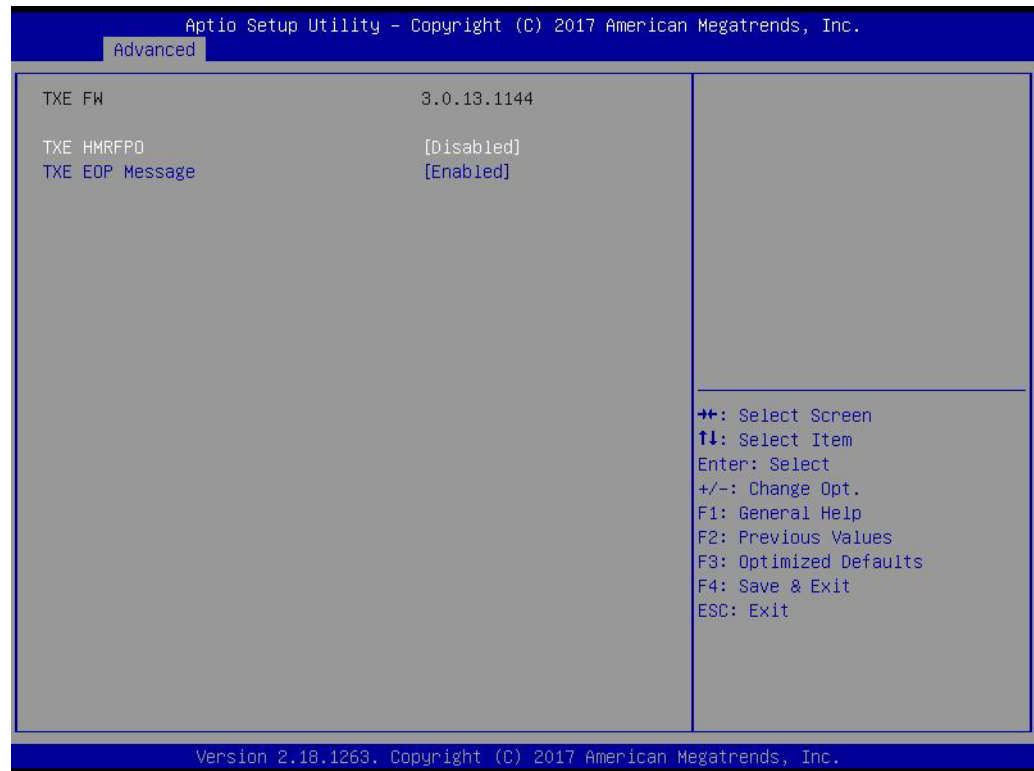 Aptio Setup Utility – Copyright (C) 2017 American Megatrends, Inc.
Advanced
TXE FW 3.0.13.1144
TXE HMRFPO [Disabled]
TXE EOP Message [Enabled]
→←: Select Screen
↑↓: Select Item
Enter: Select
+/-: Change Opt.
F1: General Help
F2: Previous Values
F3: Optimized Defaults
F4: Save & Exit
ESC: Exit
Version 2.18.1263. Copyright (C) 2017 American Megatrends, Inc.